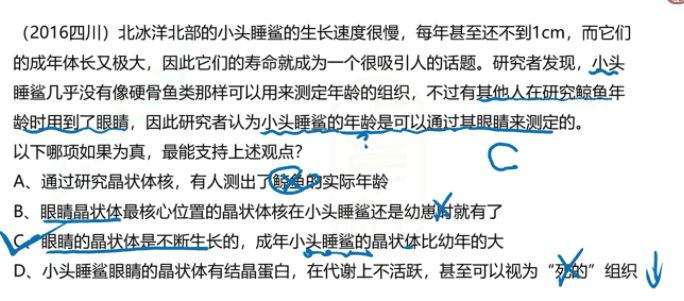 （2016四川）北冰洋北部的小头睡鲨的生长速度很慢，每年甚至还不到1cm，而它们
的成年体长又极大，因此它们的寿命就成为一个很吸引人的话题。研究者发现，小头
睡鲨几乎没有像硬骨鱼类那样可以用来测定年龄的组织，不过有其他人在研究鲸鱼年
龄时用到了眼睛，因此研究者认为小头睡鲨的年龄是可以通过其眼睛来测定的。
?
以下哪项如果为真，最能支持上述观点？
C
A、通过研究晶状体核，有人测出了鲸鱼的实际年龄
B、眼睛晶状体最核心位置的晶状体核在小头睡鲨还是幼崽时就有了
C、眼睛的晶状体是不断生长的，成年小头睡鲨的晶状体比幼年的大
D、小头睡鲨眼睛的晶状体有结晶蛋白，在代谢上不活跃，甚至可以视为“死的”组织